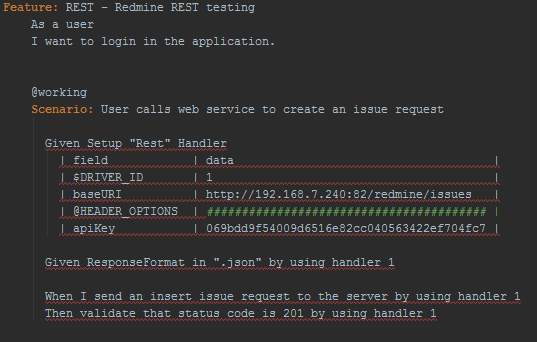 Feature: REST - Redmine REST testing
As a user
I want to login in the application.
@working
Scenario: User calls web service to create an issue request
Given Setup "Rest" Handler
| field | data |
| $DRIVER_ID | 1 |
| baseURI | http://192.168.7.240:82/redmine/issues |
| @HEADER_OPTIONS | ######################################## |
| apiKey | 069bdd9f54009d6516e82cc040563422ef704fc7 |
Given ResponseFormat in ".json" by using handler 1
When I send an insert issue request to the server by using handler 1
Then validate that status code is 201 by using handler 1